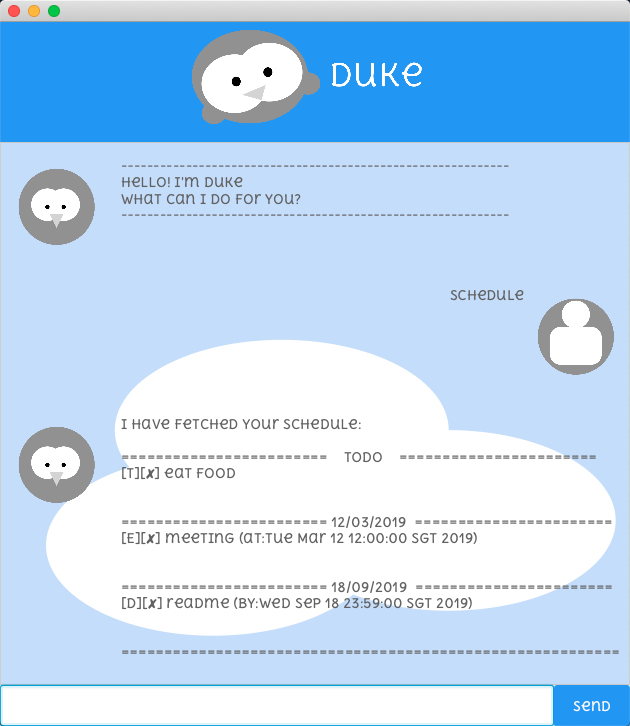 Duke
------------------------------------------------------------
Hello! I'm Duke
What can I do for you?
------------------------------------------------------------
schedule
I have fetched your schedule:
======================== TODO ========================
[T][✘] eat food
======================== 12/03/2019 ========================
[E][✘] meeting (at:Tue Mar 12 12:00:00 SGT 2019)
======================== 18/09/2019 ========================
[D][✘] readme (by:Wed Sep 18 23:59:00 SGT 2019)
============================================================
Send